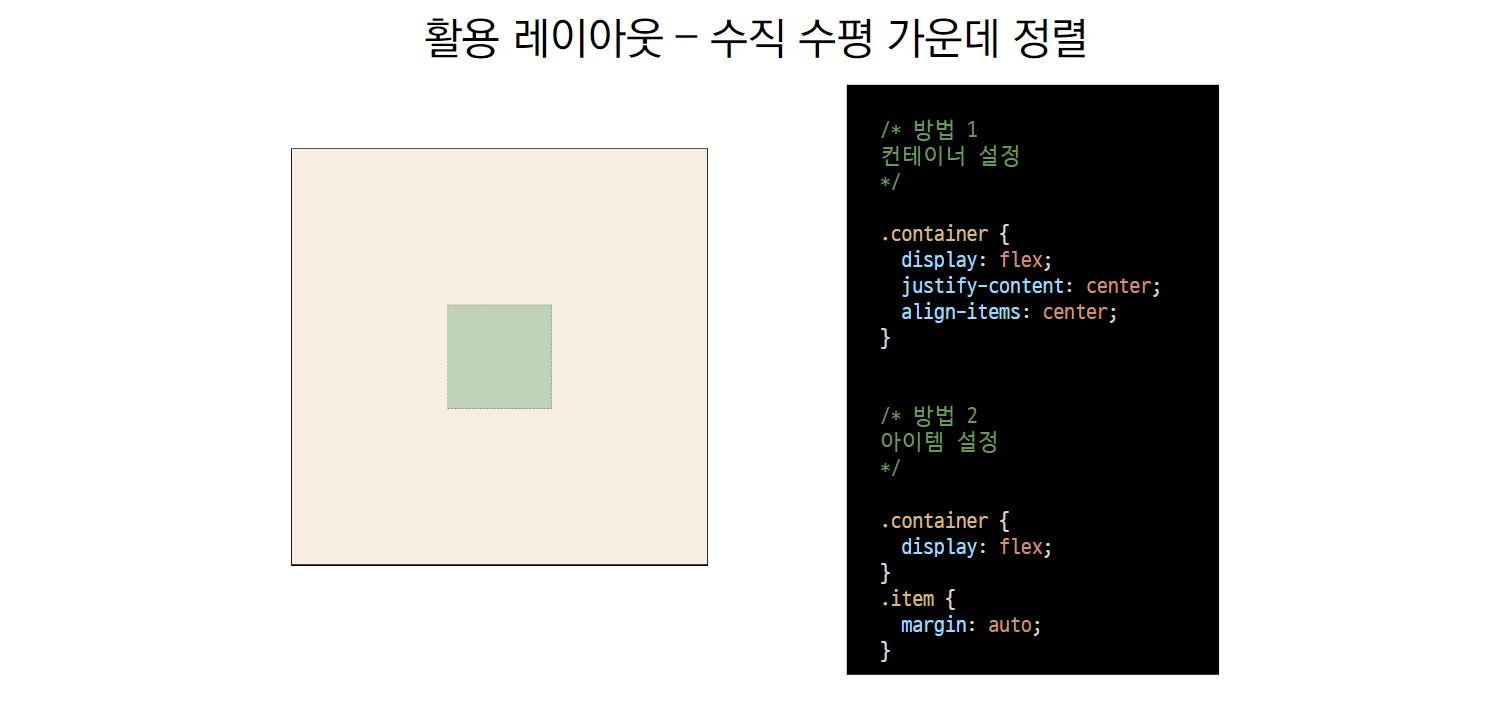 활용 레이아웃 – 수직 수평 가운데 정렬
/* 방법 1
컨테이너 설정
*/
.container {
  display: flex;
  justify-content: center;
  align-items: center;
}
/* 방법 2
아이템 설정
*/
.container {
  display: flex;
}
.item {
  margin: auto;
}